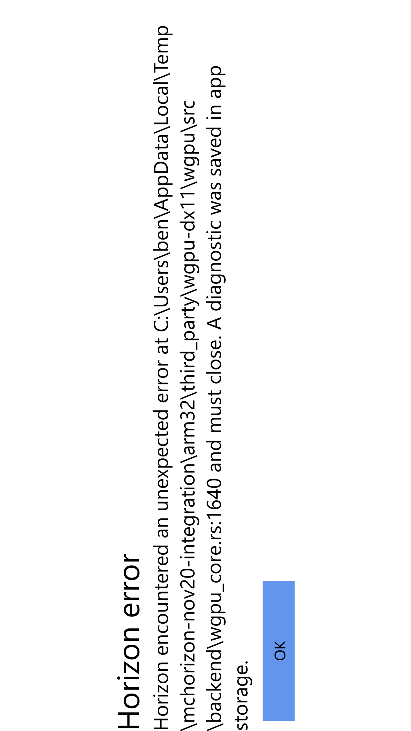 Horizon error
Horizon encountered an unexpected error at C:\Users\ben\AppData\Local\Temp
\mchorizon-nov20-integration\arm32\third_party\wgpu-dx11\wgpu\src
\backend\wgpu_core.rs:1640 and must close. A diagnostic was saved in app
storage.
OK